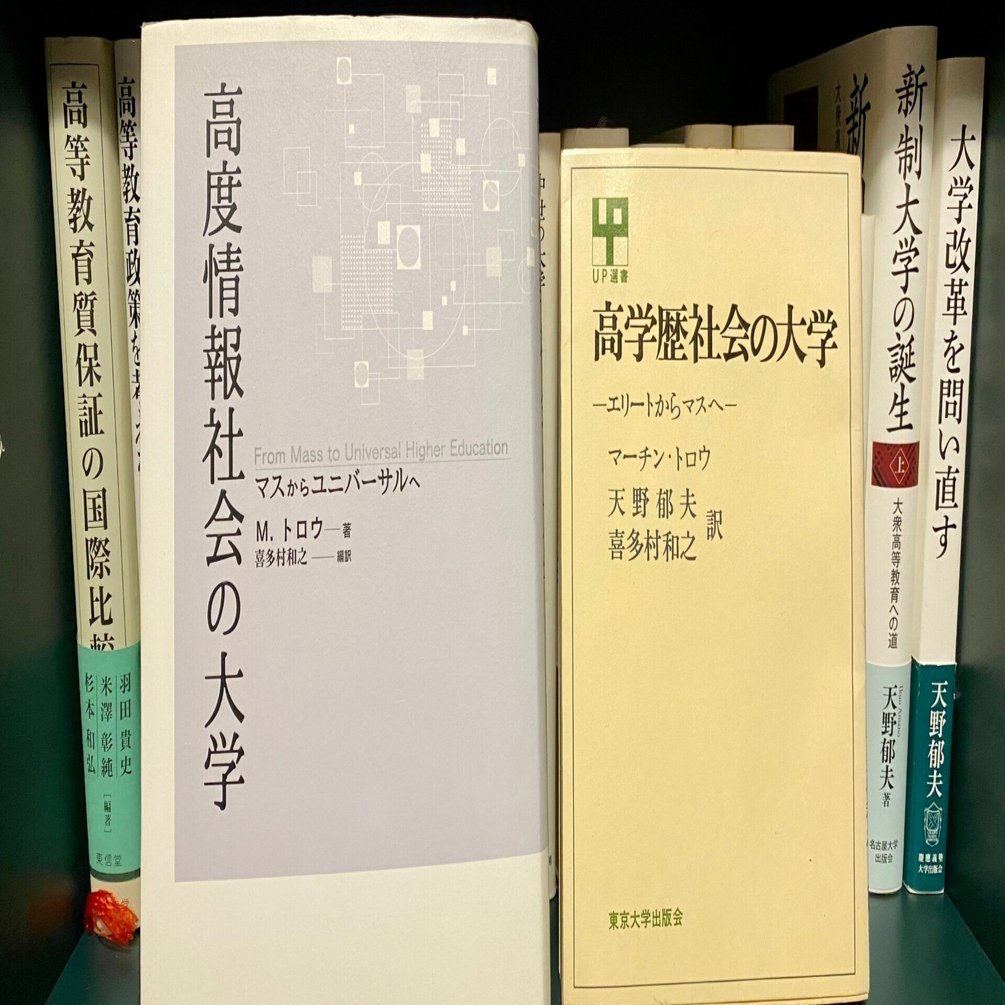 高等教育質保証の国際比較
羽田貴史
米澤彰純
杉本和弘
[編著]
東信堂
高等教育政策を
高度情報社会の大学
From Mass to Universal Higher Education
マスからユニバーサルへ
M. トロウ—著
喜多村和之——編訳
世の大学
UP選書
高学歴社会の大学
—エリートからマスへ—
マーチン・トロウ
天野郁夫
喜多村和之
訳
東京大学出版会
新
新制大学の誕生
上
大衆高等教育への道
天野郁夫
著
名古屋大学
出版会
大学改革を問い直す
天野郁夫
慶應義塾
大学出版会